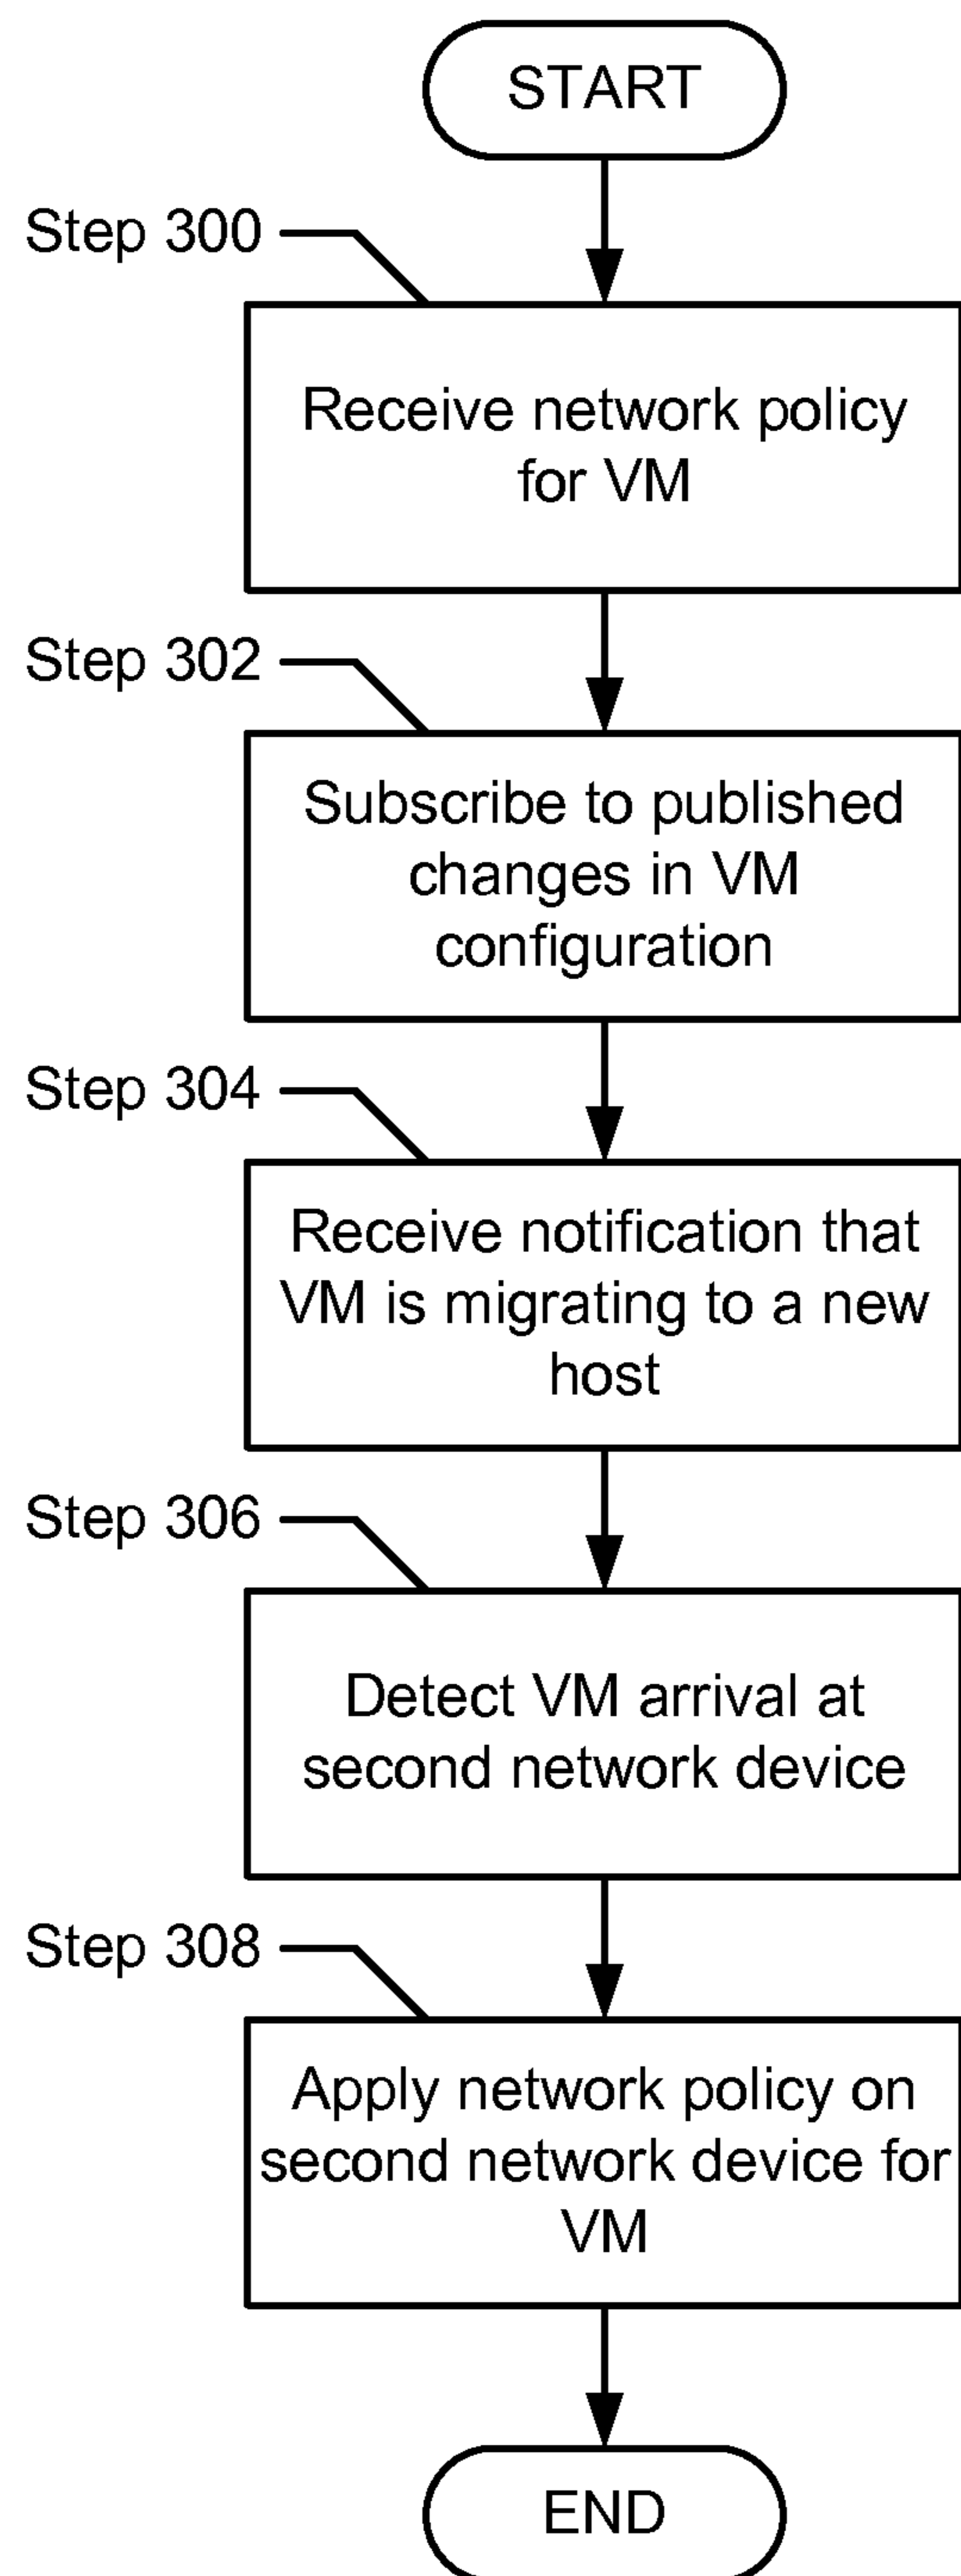 START
Step 300
Receive network policy
for VM
Step 302
Subscribe to published
changes in VM
configuration
Step 304
Receive notification that
VM is migrating to a new
host
Step 306
Detect VM arrival at
second network device
Step 308
Apply network policy on
second network device for
VM
END